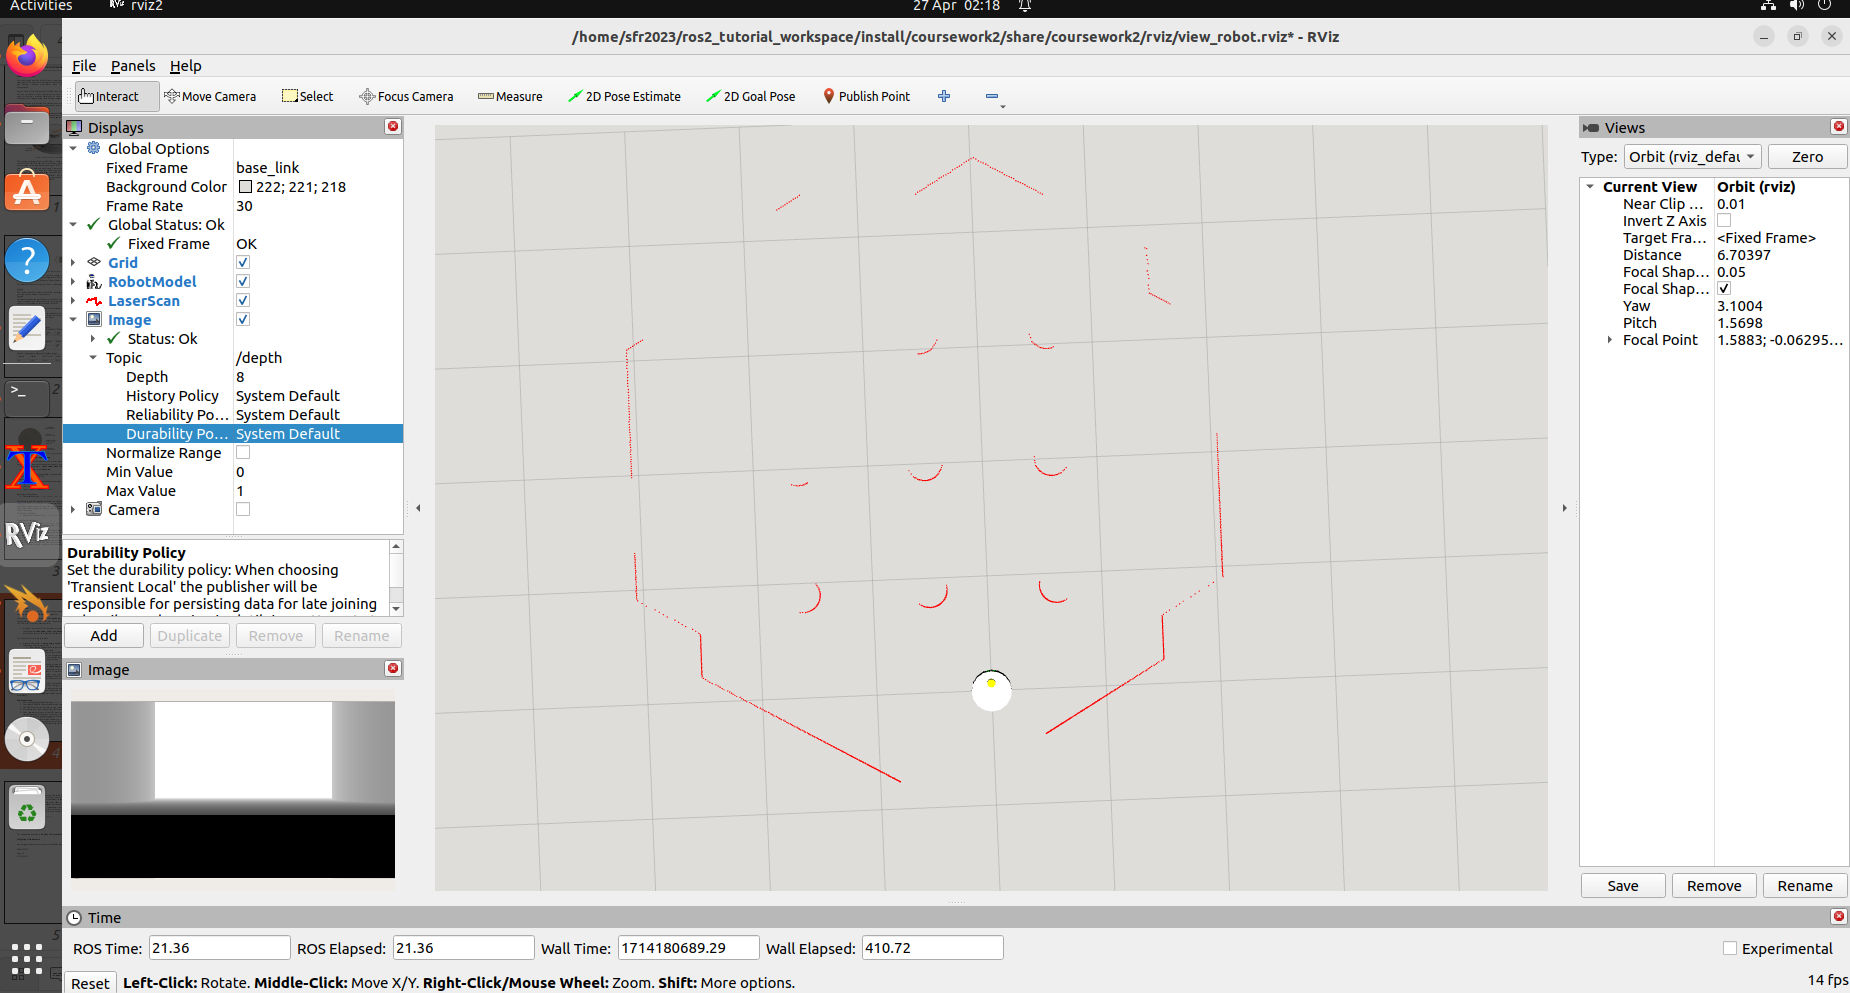 Activities
RViz
rviz2
27 Apr 02:18
/home/sfr2023/ros2_tutorial_workspace/install/coursework2/share/coursework2/rviz/view_robot.rviz* - RViz
File Panels Help
Interact Move Camera Select Focus Camera Measure 2D Pose Estimate 2D Goal Pose Publish Point
Displays
Global Options
Fixed Frame base_link
Background Color 222; 221; 218
Frame Rate 30
Global Status: Ok
Fixed Frame OK
Grid
RobotModel
LaserScan
Image
Status: Ok
Topic /depth
Depth 8
History Policy System Default
Reliability Po... System Default
Durability Po... System Default
Normalize Range
Min Value 0
Max Value 1
Camera
Durability Policy
Set the durability policy: When choosing
'Transient Local' the publisher will be
responsible for persisting data for late joining
Add Duplicate Remove Rename
Image
Views
Type: Orbit (rviz_defau Zero
Current View Orbit (rviz)
Near Clip ... 0.01
Invert Z Axis
Target Fra... <Fixed Frame>
Distance 6.70397
Focal Shap... 0.05
Focal Shap...
Yaw 3.1004
Pitch 1.5698
Focal Point 1.5883; -0.06295...
Save Remove Rename
Time
ROS Time: 21.36 ROS Elapsed: 21.36 Wall Time: 1714180689.29 Wall Elapsed: 410.72 Experimental
Reset Left-Click: Rotate. Middle-Click: Move X/Y. Right-Click/Mouse Wheel: Zoom. Shift: More options. 14 fps
RViz